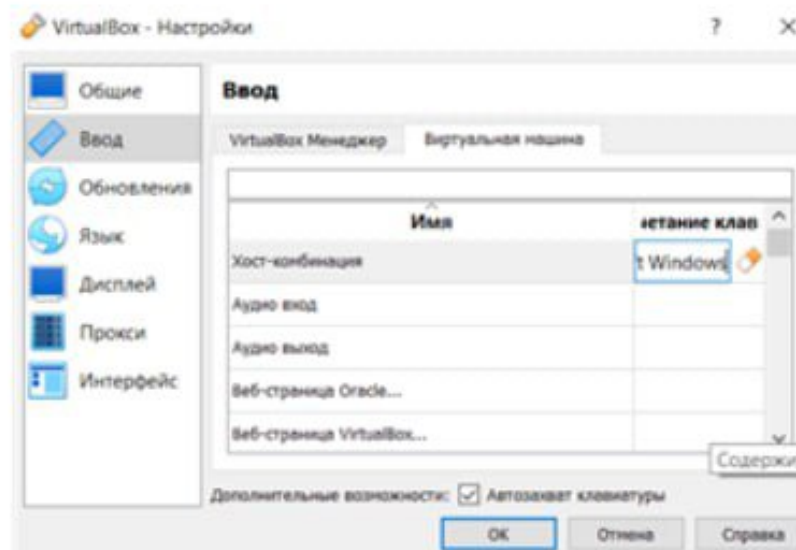 VirtualBox - Настройки
? ×
Общие
Ввод
Обновления
Язык
Дисплей
Прокси
Интерфейс
Ввод
VirtualBox Менеджер Виртуальная машина
Имя четание клав
Хост-комбинация t Windows
Аудио вход
Аудио выход
Веб-страница Oracle...
Веб-страница VirtualBox...
Содержи
Дополнительные возможности: Автозахват клавиатуры
OK Отмена Справка